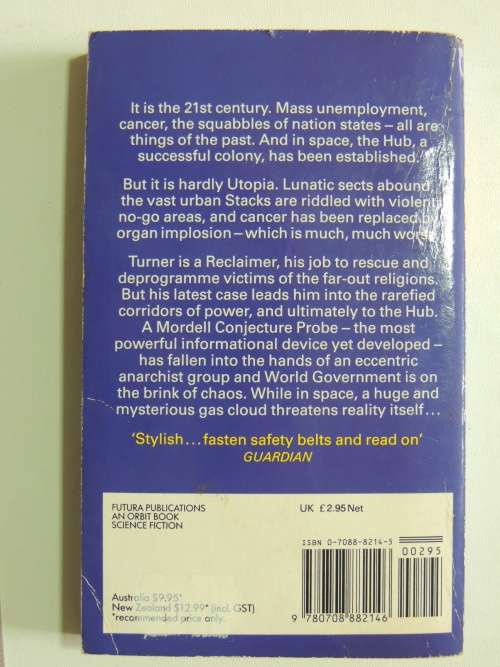 It is the 21st century. Mass unemployment,
cancer, the squabbles of nation states – all are
things of the past. And in space, the Hub, a
successful colony, has been established.
But it is hardly Utopia. Lunatic sects abound,
the vast urban Stacks are riddled with violent
no-go areas, and cancer has been replaced by
organ implosion – which is much, much worse.
Turner is a Reclaimer, his job to rescue and
deprogramme victims of the far-out religions.
But his latest case leads him into the rarefied
corridors of power, and ultimately to the Hub.
A Mordell Conjecture Probe – the most
powerful informational device yet developed –
has fallen into the hands of an eccentric
anarchist group and World Government is on
the brink of chaos. While in space, a huge and
mysterious gas cloud threatens reality itself...
'Stylish...fasten safety belts and read on'
GUARDIAN
FUTURA PUBLICATIONS
AN ORBIT BOOK
SCIENCE FICTION
UK £2.95 Net
ISBN 0-7088-8214-5
00295
9 780708 882146
Australia $9.95*
New Zealand $12.99* (incl. GST)
*recommended price only.